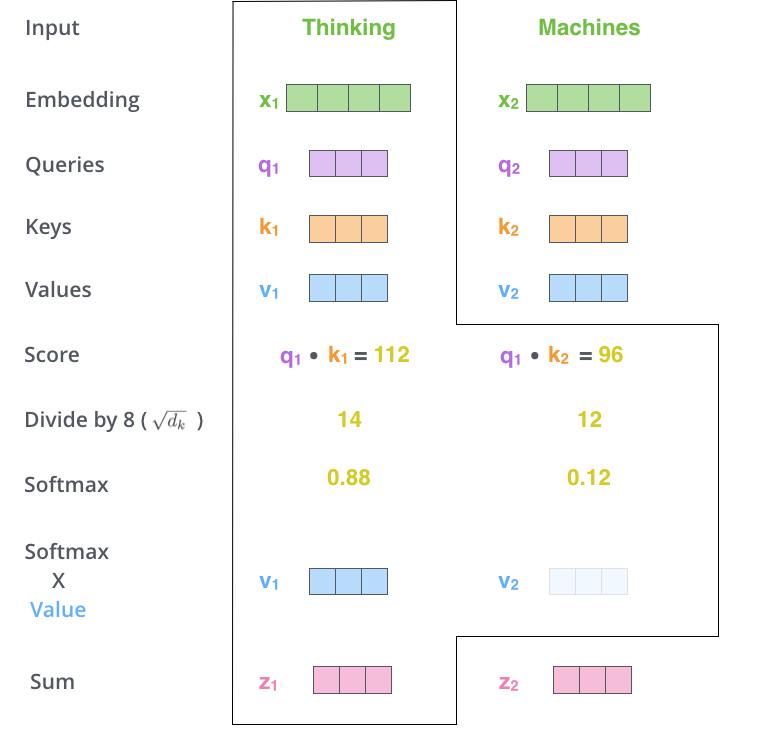 Input Thinking Machines
Embedding x1 x2
Queries q1 q2
Keys k1 k2
Values v1 v2
Score q1 • k1 = 112 q1 • k2 = 96
Divide by 8 ( √dk ) 14 12
Softmax 0.88 0.12
Softmax
X v1 v2
Value
Sum z1 z2